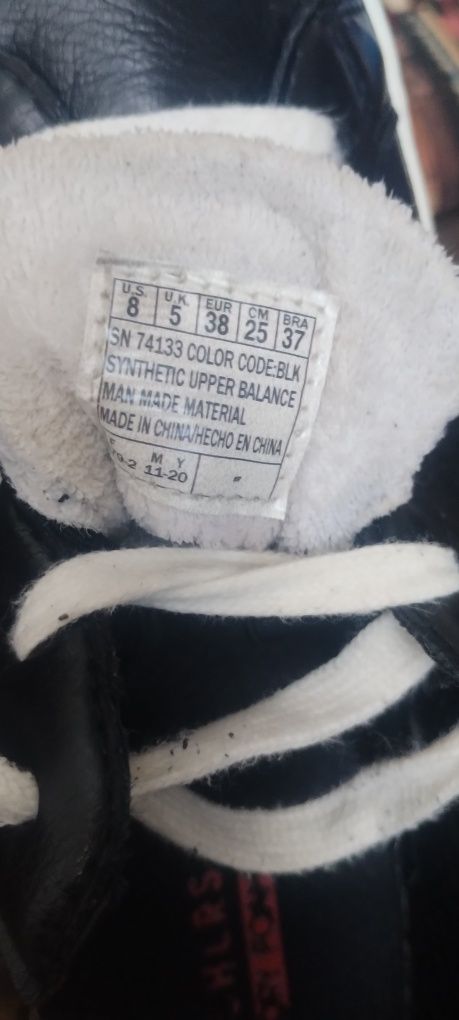 U.S. U.K. EUR CM BRA
8 5 38 25 37
SN 74133 COLOR CODE:BLK
SYNTHETIC UPPER BALANCE
MAN MADE MATERIAL
MADE IN CHINA/HECHO EN CHINA
F M Y
11-20